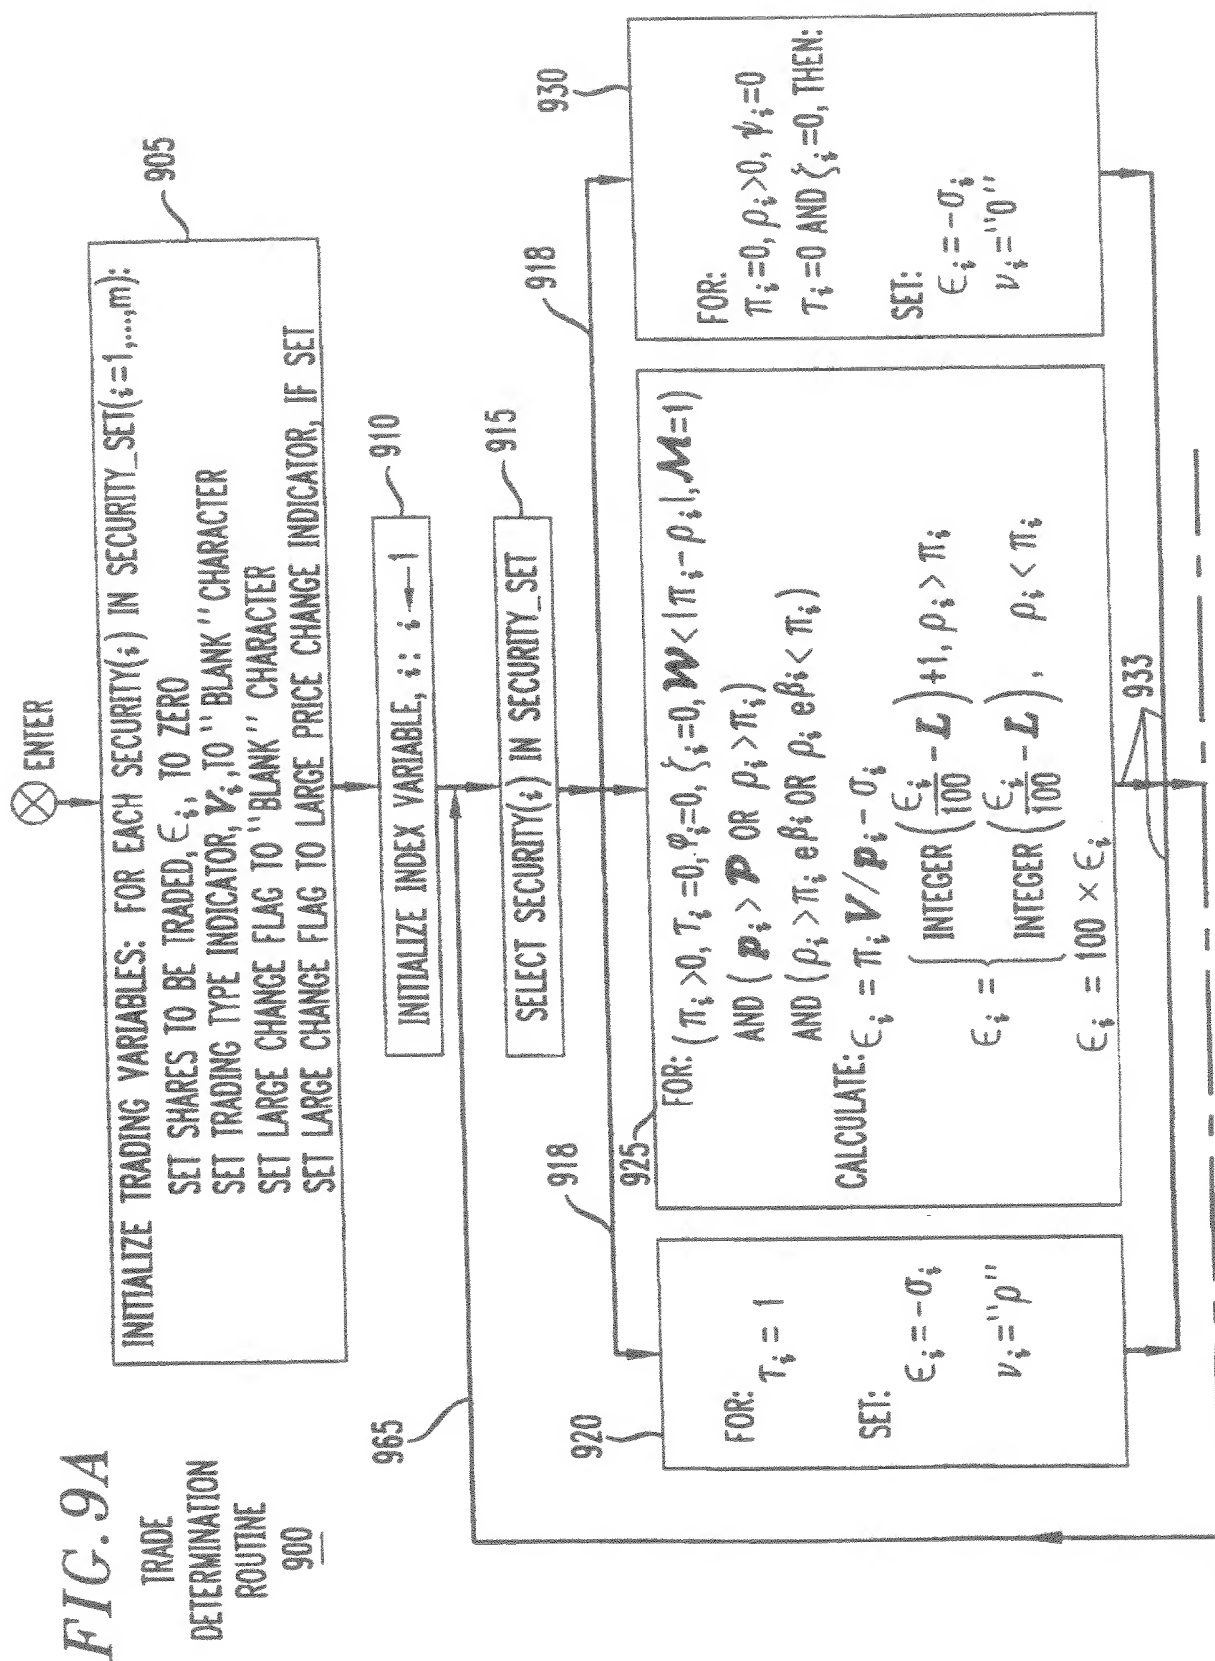 FIG. 9A
TRADE
DETERMINATION
ROUTINE
900
ENTER
905
INITIALIZE TRADING VARIABLES: FOR EACH SECURITY(i) IN SECURITY_SET(i=1,...,m):
SET SHARES TO BE TRADED, ϵi, TO ZERO
SET TRADING TYPE INDICATOR, νi, TO "BLANK" CHARACTER
SET LARGE CHANGE FLAG TO "BLANK" CHARACTER
SET LARGE CHANGE FLAG TO LARGE PRICE CHANGE INDICATOR, IF SET
910
INITIALIZE INDEX VARIABLE, i:: i←1
965
915
SELECT SECURITY(i) IN SECURITY_SET
918
918
920
FOR:
τi = 1
SET:
ϵi = -σi
νi = "ρ"
925
FOR: (πi >0, τi =0, φi=0, ξi=0, W<|πi-ρi|, M=1)
AND (pi > P OR ρi >πi)
AND (ρi >πi eβi OR ρi eβi < πi)
CALCULATE: ϵi = πi V/pi - σi
ϵi = { INTEGER (ϵi/100 - L) +1, ρi > πi
INTEGER (ϵi/100 - L), ρi < πi
ϵi = 100 × ϵi
930
FOR:
πi=0, ρi>0, ψi=0
τi=0 AND ξi=0, THEN:
SET:
ϵi = -σi
νi = "0"
933